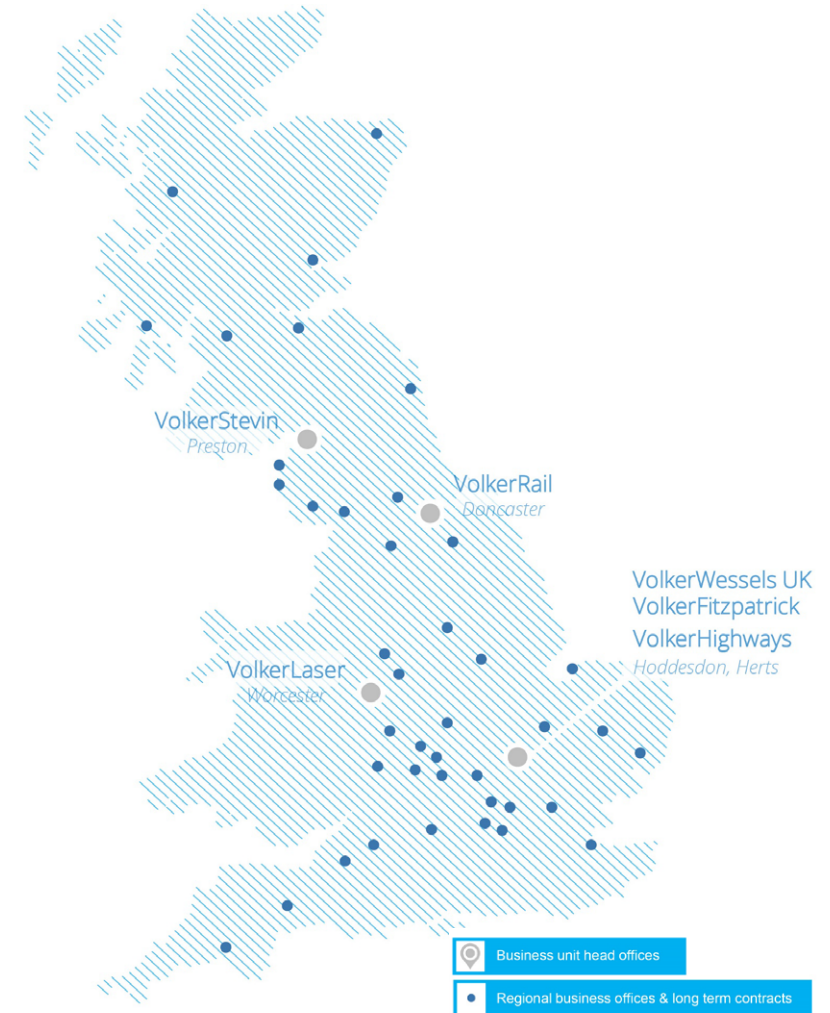 VolkerStevin
Preston
VolkerRail
Doncaster
VolkerWessels UK
VolkerFitzpatrick
VolkerHighways
Hoddesdon, Herts
VolkerLaser
Worcester
Business unit head offices
Regional business offices & long term contracts